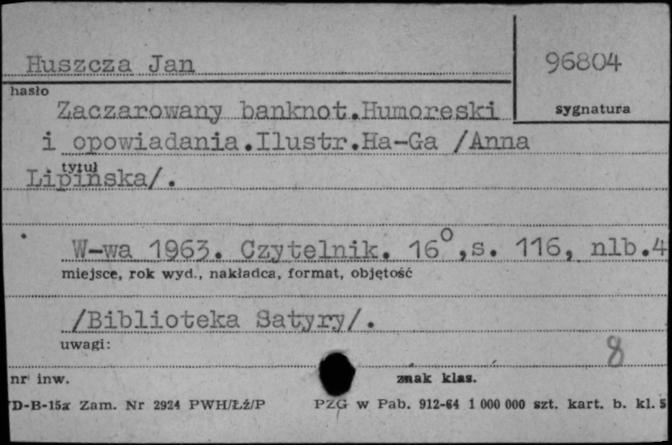 Huszcza Jan
96804
hasło
sygnatura
Zaczarowany banknot.Humoreski
i opowiadania.Ilustr.Ha-Ga /Anna
tytuł
Lipińska/.
W-wa 1963. Czytelnik. 16°,s. 116, nlb.4
miejsce, rok wyd., nakładca, format, objętość
/Biblioteka Satyry/.
uwagi:
8
nr inw.
znak klas.
D-B-15a Zam. Nr 2924 PWH/Łź/P PZG w Pab. 912-64 1 000 000 szt. kart. b. kl. 5